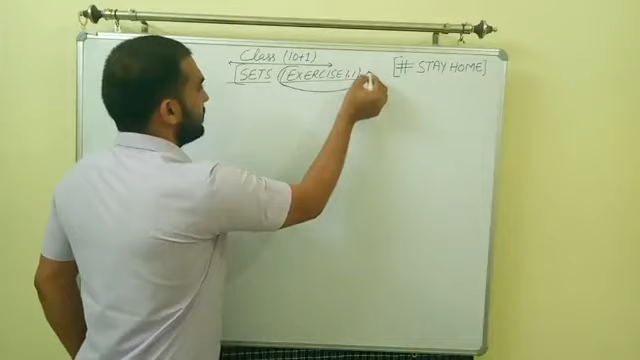 Class (10+1)
SETS (EXERCISE 1.1)
[# STAY HOME]